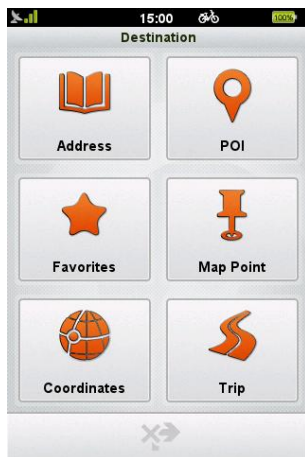 15:00 100%
Destination
Address POI
Favorites Map Point
Coordinates Trip